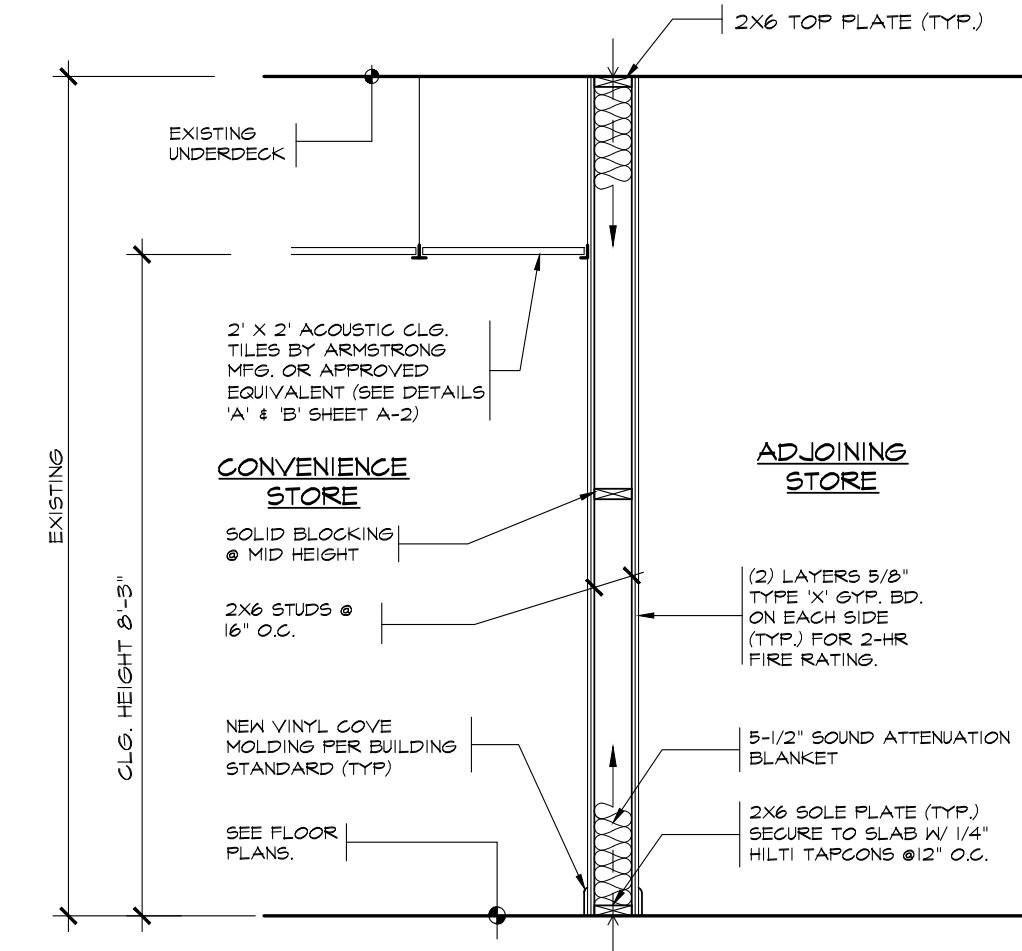 2X6 TOP PLATE (TYP.)
EXISTING
UNDERDECK
2' X 2' ACOUSTIC CLG.
TILES BY ARMSTRONG
MFG. OR APPROVED
EQUIVALENT (SEE DETAILS
'A' & 'B' SHEET A-2)
CONVENIENCE
STORE
ADJOINING
STORE
EXISTING
CLG. HEIGHT 8'-3"
SOLID BLOCKING
@ MID HEIGHT
2X6 STUDS @
16" O.C.
(2) LAYERS 5/8"
TYPE 'X' GYP. BD.
ON EACH SIDE
(TYP.) FOR 2-HR
FIRE RATING.
NEW VINYL COVE
MOLDING PER BUILDING
STANDARD (TYP)
5-1/2" SOUND ATTENUATION
BLANKET
SEE FLOOR
PLANS.
2X6 SOLE PLATE (TYP.)
SECURE TO SLAB W/ 1/4"
HILTI TAPCONS @12" O.C.